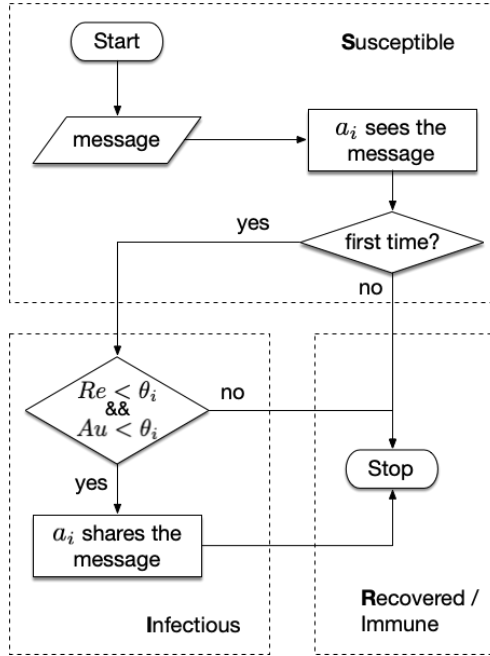 Start
Susceptible
message
a_i sees the
message
yes
first time?
no
Re < θ_i
&&
Au < θ_i
no
yes
Stop
a_i shares the
message
Infectious
Recovered /
Immune